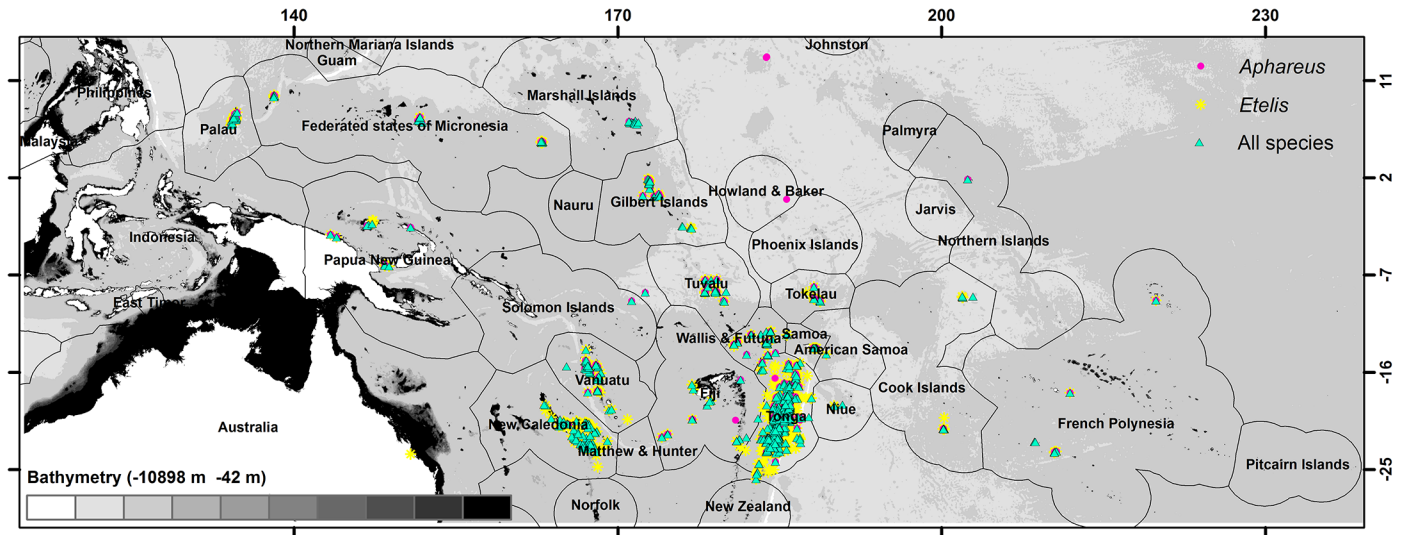 140 170 200 230
Northern Mariana Islands
Guam
Johnston
Aphareus
11
Philippines
Marshall Islands
Etelis
Palau
Federated states of Micronesia
Palmyra
Malaysia
All species
2
Howland & Baker
Nauru
Gilbert Islands
Jarvis
Indonesia
Phoenix Islands
Northern Islands
Papua New Guinea
-7
Tuvalu
Tokelau
East Timor
Solomon Islands
Wallis & Futuna
Samoa
American Samoa
-16
Vanuatu
Fiji
Cook Islands
Niue
Tonga
New Caledonia
French Polynesia
Australia
Matthew & Hunter
-25
Pitcairn Islands
Bathymetry (-10898 m -42 m)
Norfolk
New Zealand